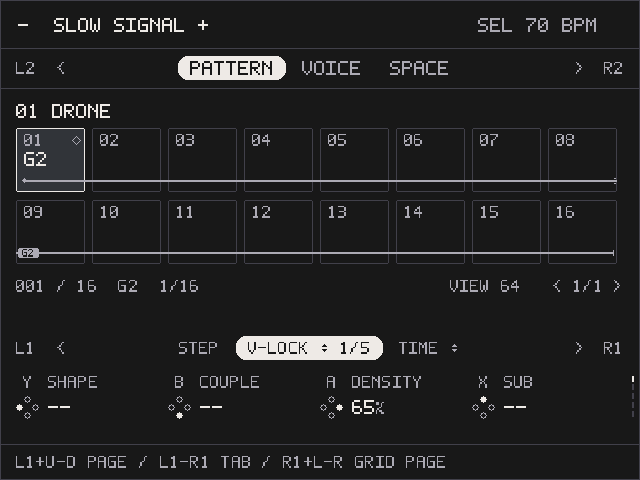 − SLOW SIGNAL + SEL 70 BPM
L2 < PATTERN VOICE SPACE > R2
01 DRONE
01 ◇ 02 03 04 05 06 07 08
G2
09 10 11 12 13 14 15 16
G2
001 / 16 G2 1/16 VIEW 64 < 1/1 >
L1 < STEP V-LOCK 1/5 TIME > R1
Y SHAPE B COUPLE A DENSITY X SUB
-- -- 65% --
L1+U-D PAGE / L1-R1 TAB / R1+L-R GRID PAGE